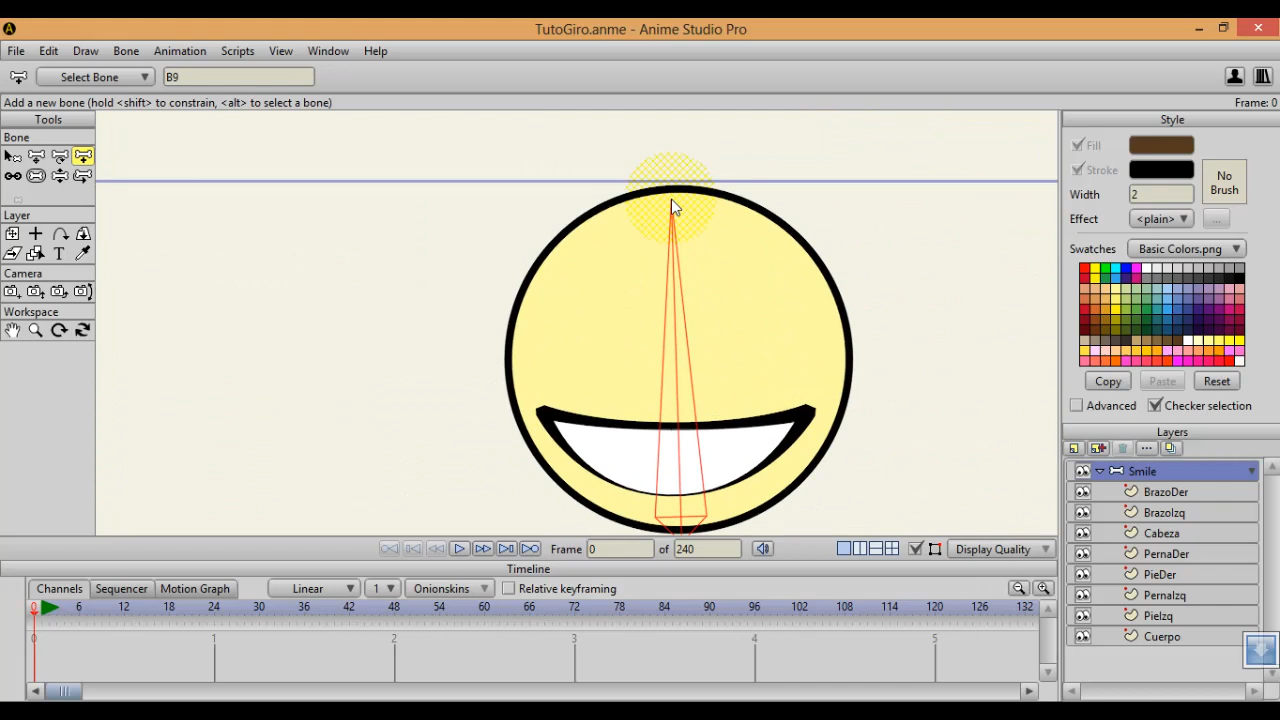 TutoGiro.anme - Anime Studio Pro
File Edit Draw Bone Animation Scripts View Window Help
Select Bone B9
Add a new bone (hold <shift> to constrain, <alt> to select a bone) Frame: 0
Tools
Bone
Layer
Camera
Workspace
Style
Fill
Stroke
No Brush
Width 2
Effect <plain> ...
Swatches Basic Colors.png
Copy Paste Reset
Advanced Checker selection
Layers
Smile
BrazoDer
BrazoIzq
Cabeza
PernaDer
PieDer
PernaIzq
PieIzq
Cuerpo
Frame 0 of 240 Display Quality
Timeline
Channels Sequencer Motion Graph Linear 1 Onionskins Relative keyframing
0 6 12 18 24 30 36 42 48 54 60 66 72 78 84 90 96 102 108 114 120 126 132
0 1 2 3 4 5